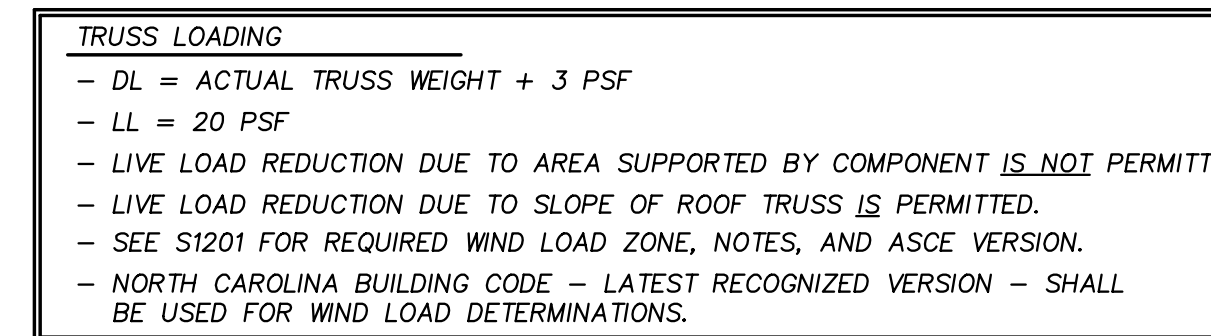 TRUSS LOADING
– DL = ACTUAL TRUSS WEIGHT + 3 PSF
– LL = 20 PSF
– LIVE LOAD REDUCTION DUE TO AREA SUPPORTED BY COMPONENT IS NOT PERMITT
– LIVE LOAD REDUCTION DUE TO SLOPE OF ROOF TRUSS IS PERMITTED.
– SEE S1201 FOR REQUIRED WIND LOAD ZONE, NOTES, AND ASCE VERSION.
– NORTH CAROLINA BUILDING CODE – LATEST RECOGNIZED VERSION – SHALL
BE USED FOR WIND LOAD DETERMINATIONS.